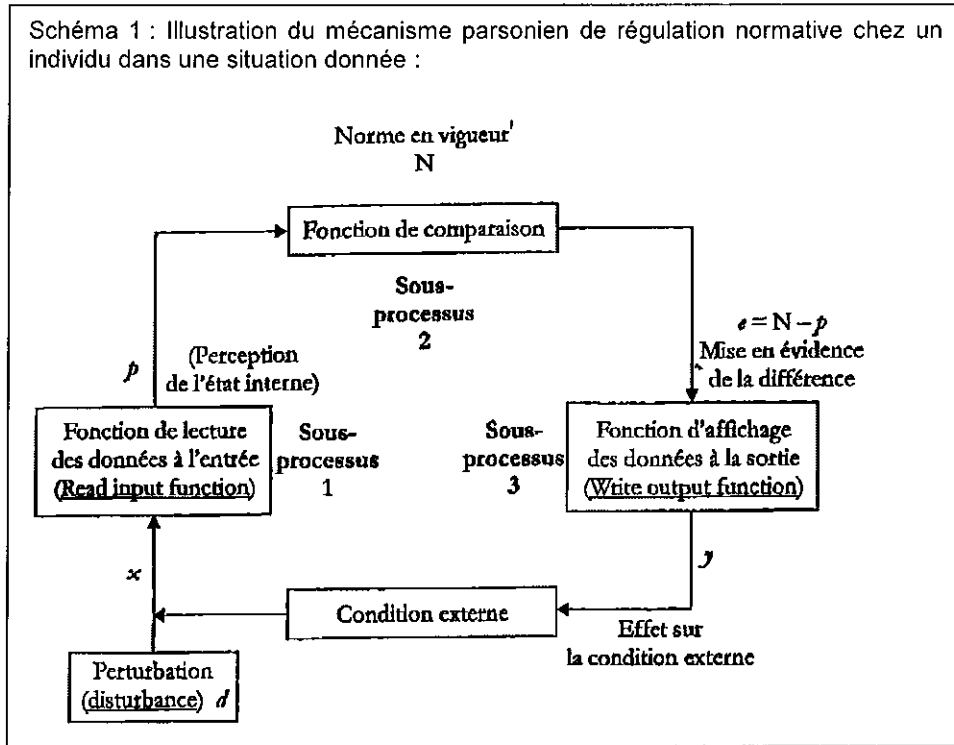 Schéma 1 : Illustration du mécanisme parsonien de régulation normative chez un
individu dans une situation donnée :
Norme en vigueur'
N
Fonction de comparaison
Sous-
processus
2
e = N – p
Mise en évidence
de la différence
p
(Perception
de l'état interne)
Fonction de lecture
des données à l'entrée
(Read input function)
Sous-
processus
1
Sous-
processus
3
Fonction d'affichage
des données à la sortie
(Write output function)
x
y
Condition externe
Effet sur
la condition externe
Perturbation
(disturbance) d